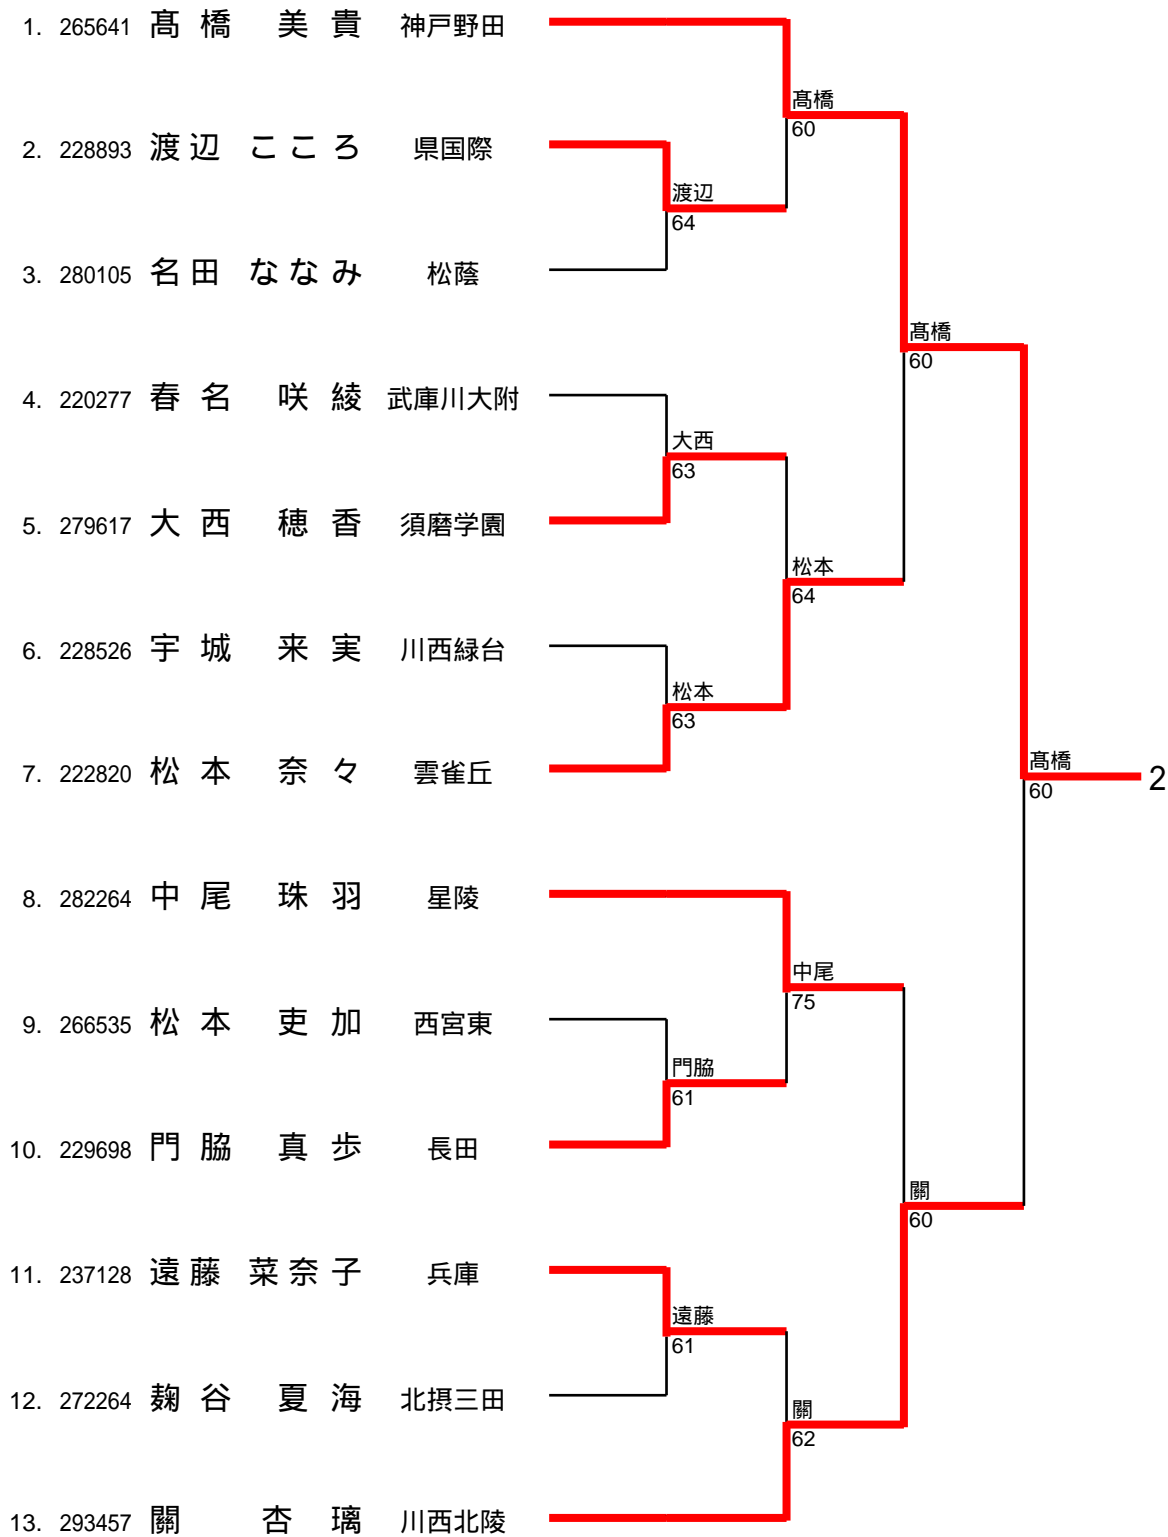 1. 265641 髙橋 美貴 神戸野田
髙橋
60
2. 228893 渡辺 こころ 県国際
渡辺
64
3. 280105 名田 ななみ 松蔭
髙橋
60
4. 220277 春名 咲綾 武庫川大附
大西
63
5. 279617 大西 穂香 須磨学園
松本
64
6. 228526 宇城 来実 川西緑台
松本
63
7. 222820 松本 奈々 雲雀丘
髙橋
60
2
8. 282264 中尾 珠羽 星陵
中尾
75
9. 266535 松本 吏加 西宮東
門脇
61
10. 229698 門脇 真歩 長田
關
60
11. 237128 遠藤 菜奈子 兵庫
遠藤
61
12. 272264 麹谷 夏海 北摂三田
關
62
13. 293457 關 杏璃 川西北陵